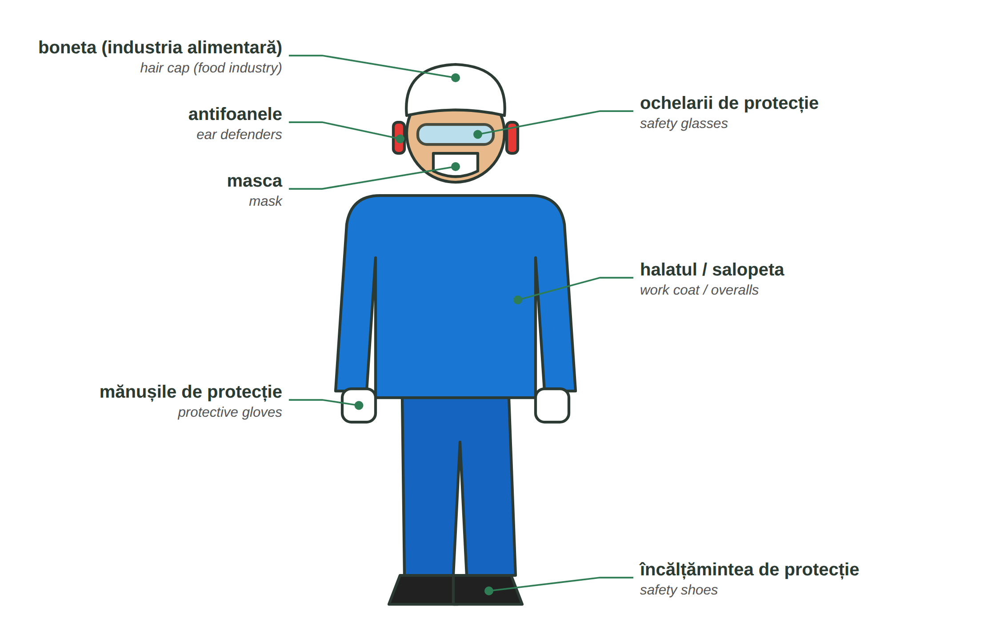 boneta (industria alimentară)
hair cap (food industry)
antifoanele
ear defenders
masca
mask
mănușile de protecție
protective gloves
ochelarii de protecție
safety glasses
halatul / salopeta
work coat / overalls
încălțămintea de protecție
safety shoes